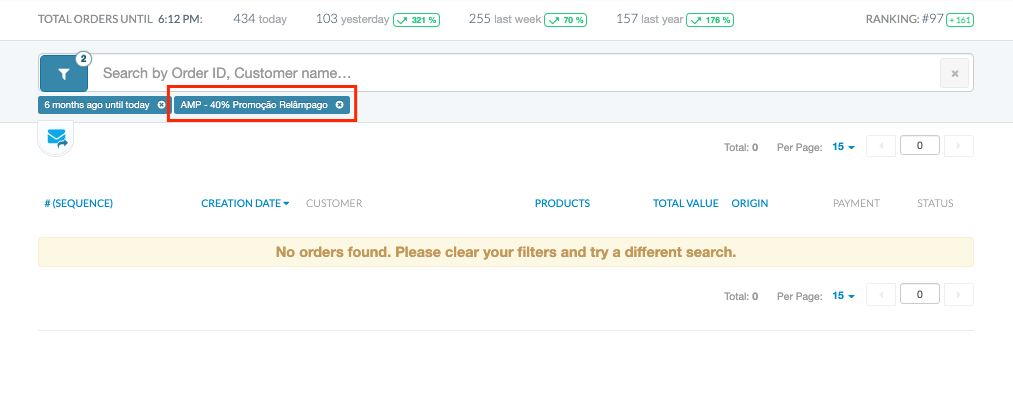 TOTAL ORDERS UNTIL 6:12 PM: 434 today 103 yesterday 321 % 255 last week 70 % 157 last year 176 % RANKING: #97 +161
2
Search by Order ID, Customer name…
6 months ago until today AMP - 40% Promoção Relâmpago
Total: 0 Per Page: 15 0
# (SEQUENCE) CREATION DATE CUSTOMER PRODUCTS TOTAL VALUE ORIGIN PAYMENT STATUS
No orders found. Please clear your filters and try a different search.
Total: 0 Per Page: 15 0